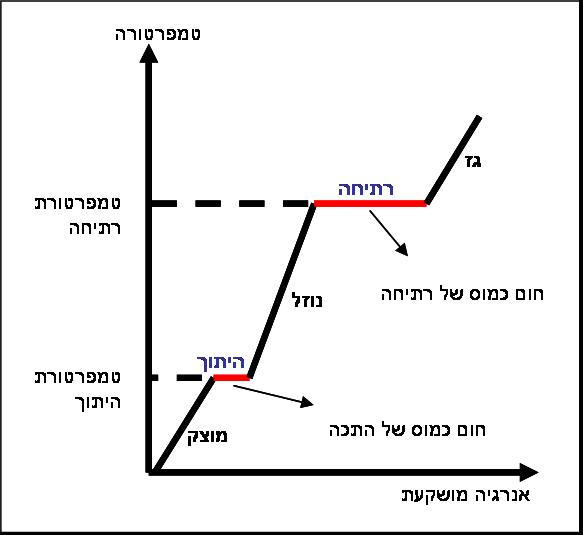 טמפרטורה
גז
רתיחה
טמפרטורת
רתיחה
חום כמוס של רתיחה
נוזל
היתוך
טמפרטורת
היתוך
חום כמוס של התכה
מוצק
אנרגיה מושקעת